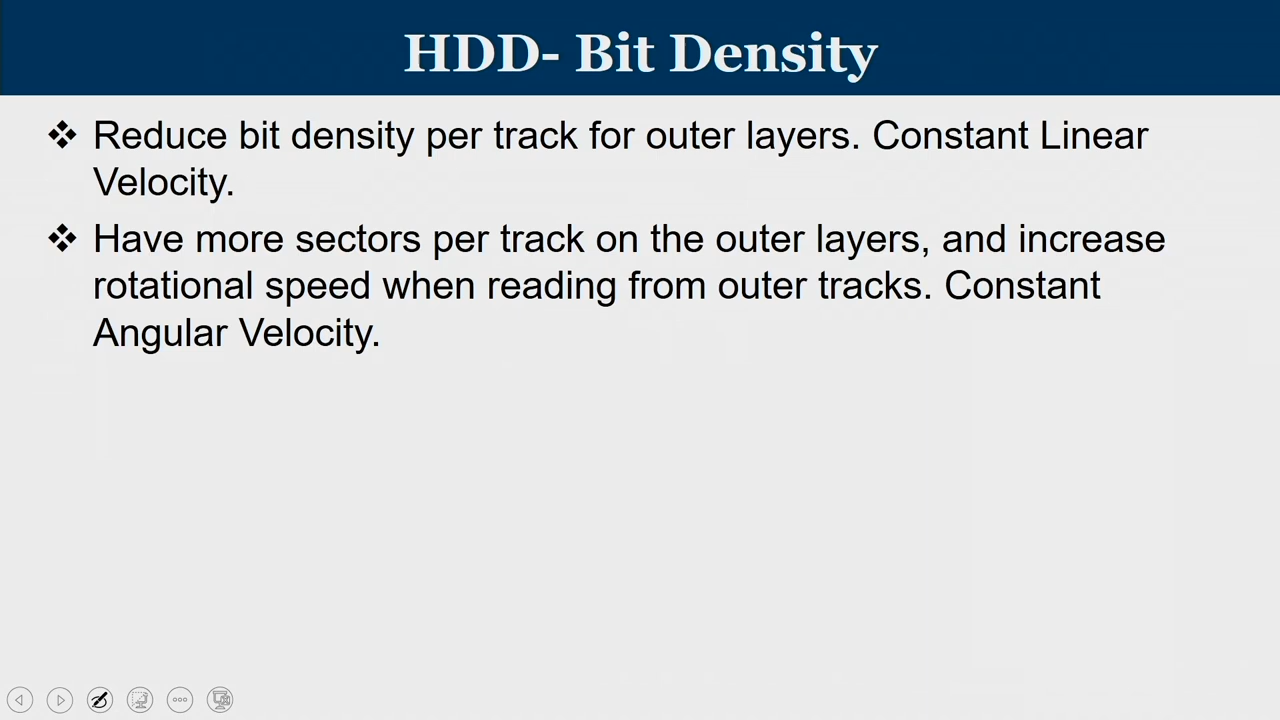 HDD- Bit Density
❖ Reduce bit density per track for outer layers. Constant Linear
Velocity.
❖ Have more sectors per track on the outer layers, and increase
rotational speed when reading from outer tracks. Constant
Angular Velocity.